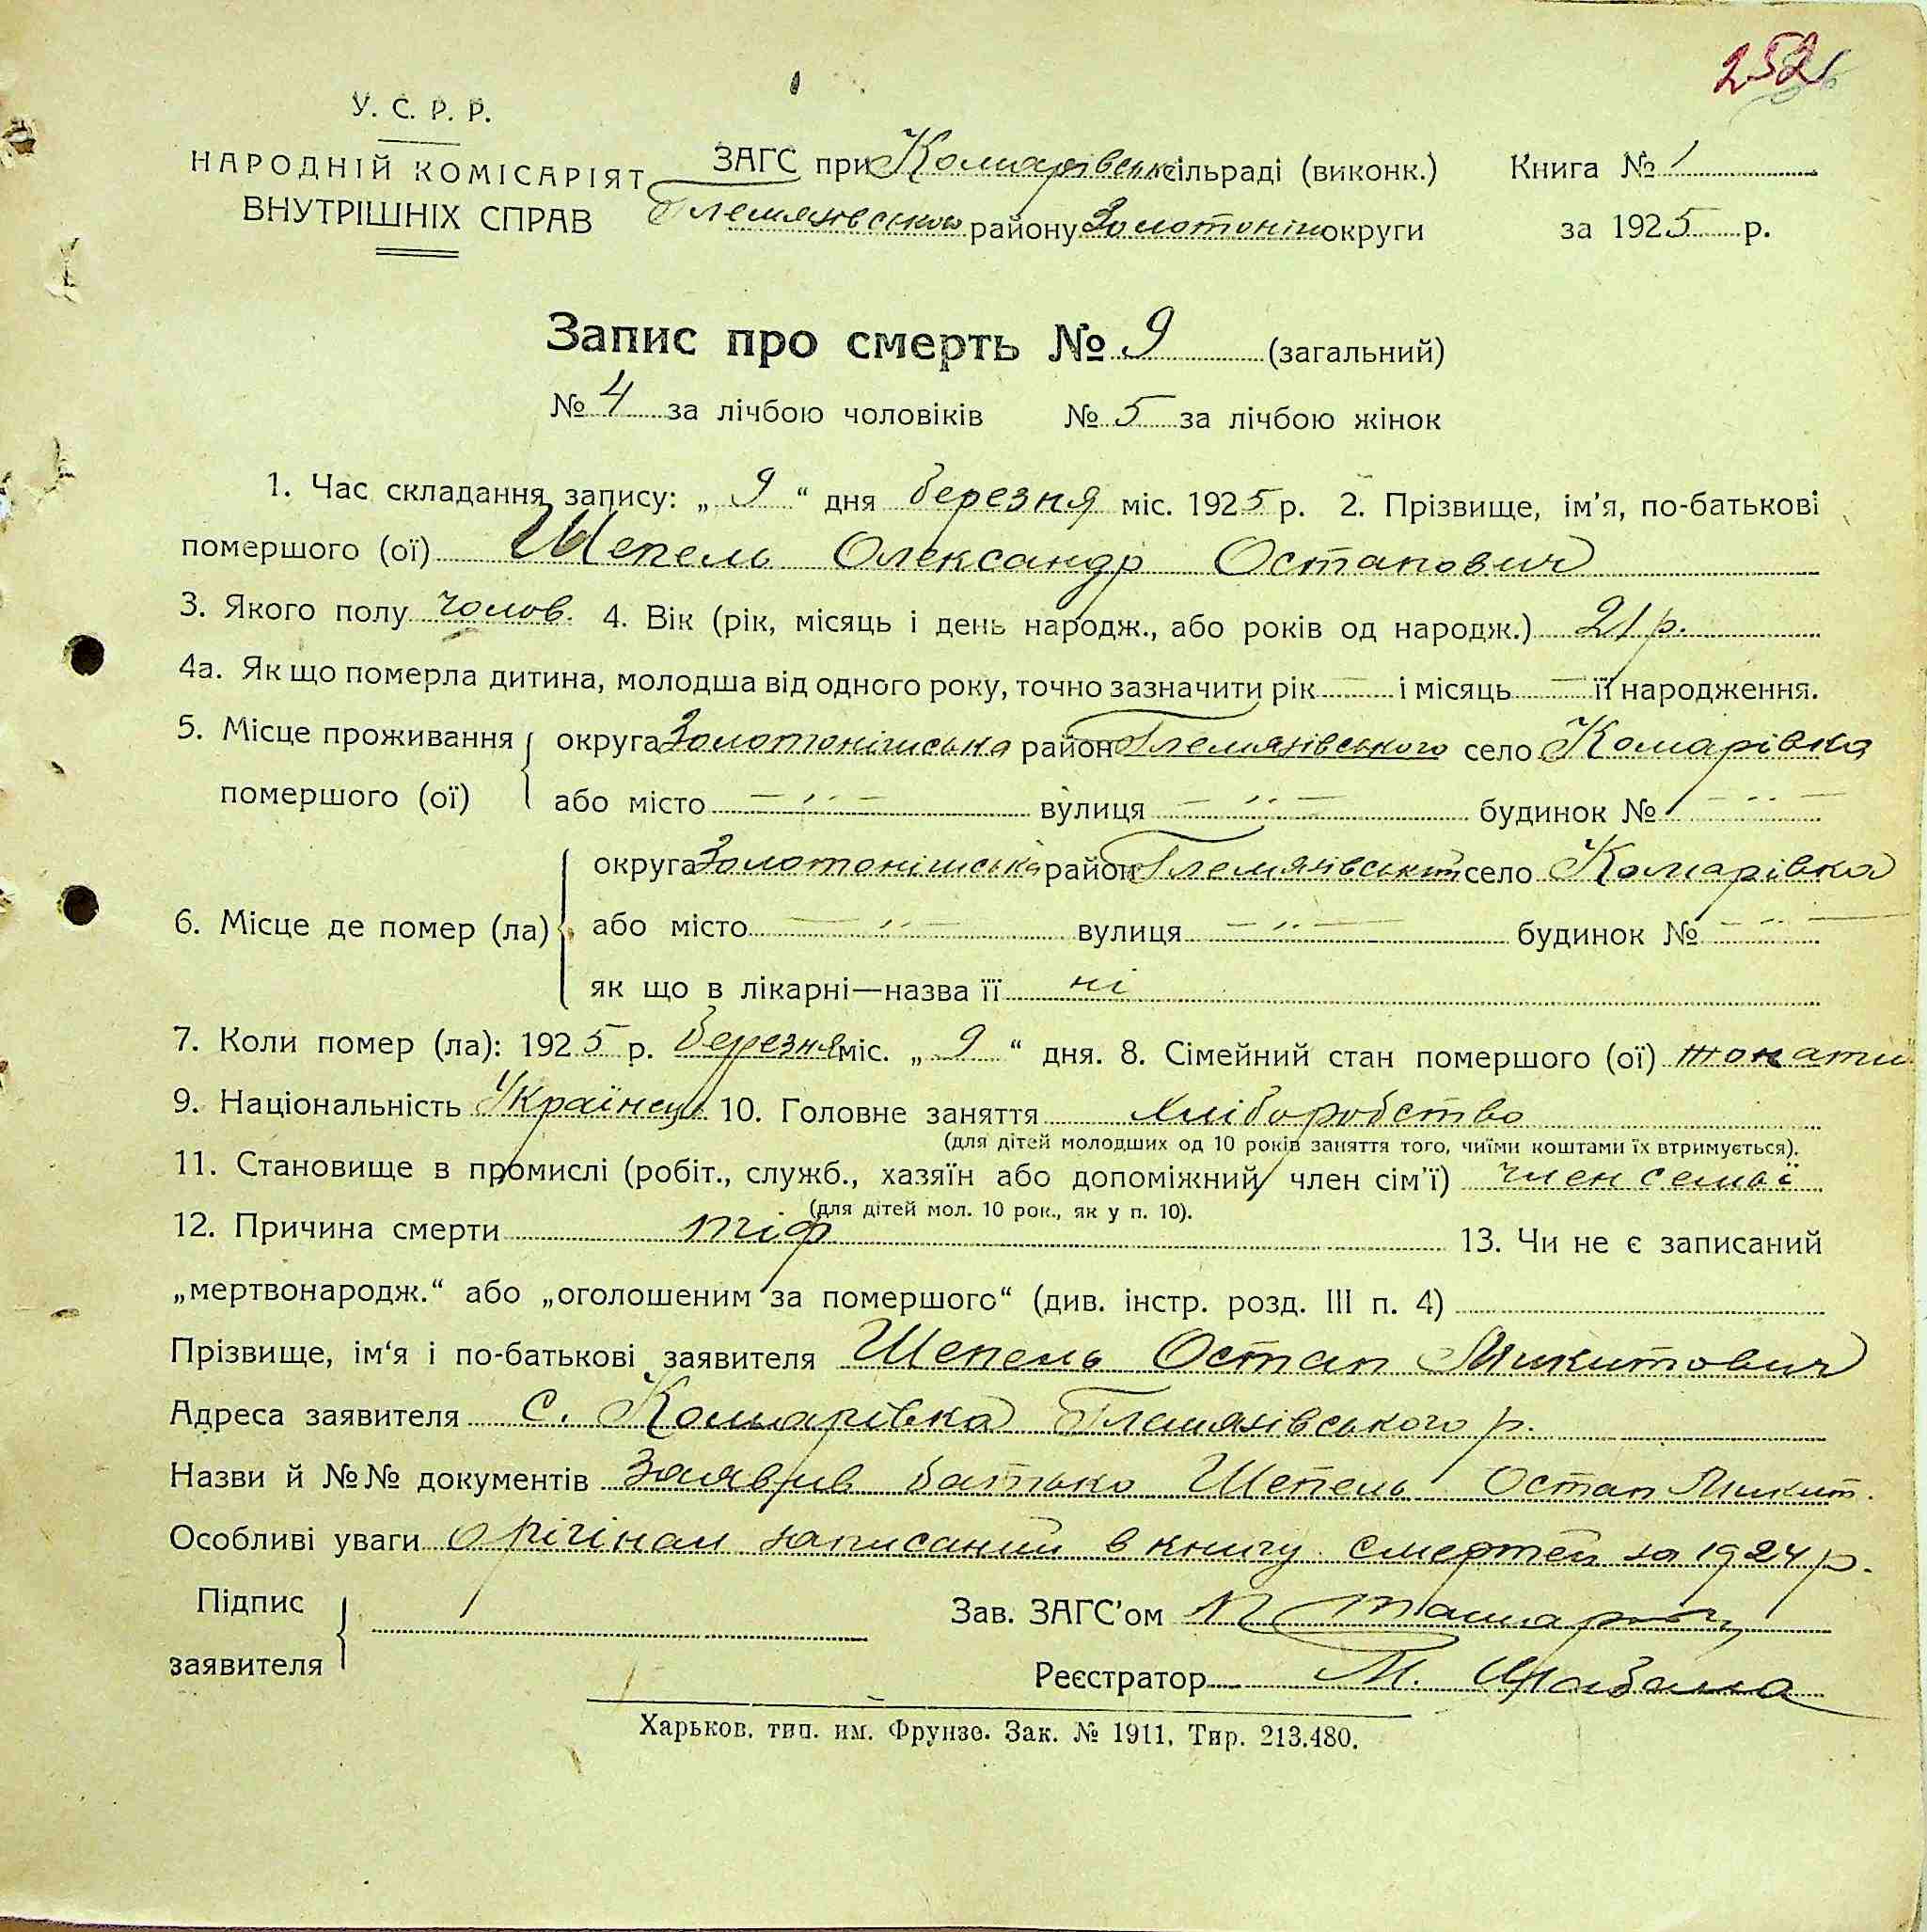 252
У. С. Р. Р.
НАРОДНІЙ КОМІСАРІЯТ
ВНУТРІШНІХ СПРАВ
ЗАГС при Комарівськ сільраді (виконк.)
Глемязівського району Золотоніш округи
Книга № 1
за 1925 р.
Запис про смерть № 9 (загальний)
№ 4 за лічбою чоловіків № 5 за лічбою жінок
1. Час складання запису: „ 9 “ дня березня міс. 1925 р. 2. Прізвище, ім’я, по-батькові
помершого (ої) Шепель Олександр Остапович
3. Якого полу чолов. 4. Вік (рік, місяць і день народж., або років од народж.) 21 р.
4а. Як що померла дитина, молодша від одного року, точно зазначити рік — і місяць — її народження.
5. Місце проживання помершого (ої)
округа Золотонішська район Глемязівського село Комарівка
або місто — „ — вулиця — „ — будинок № — „ —
6. Місце де помер (ла)
округа Золотонішська район Глемязівський село Комарівка
або місто — „ — вулиця — „ — будинок № — „ —
як що в лікарні—назва її ні
7. Коли помер (ла): 1925 р. Березня міс. „ 9 “ дня. 8. Сімейний стан помершого (ої) жонати
9. Національність Українець 10. Головне заняття хліборобство
(для дітей молодших од 10 років заняття того, чиїми коштами їх втримується).
11. Становище в промислі (робіт., служб., хазяїн або допоміжний член сім’ї) член семьї
(для дітей мол. 10 рок., як у п. 10).
12. Причина смерти тіф 13. Чи не є записаний
„мертвонародж.“ або „оголошеним за помершого“ (див. інстр. розд. III п. 4)
Прізвище, ім‘я і по-батькові заявителя Шепель Остап Микитович
Адреса заявителя с. Комарівка Глемязівського р.
Назви й №№ документів Заявив батько Шепель Остап Микит.
Особливі уваги орігінал записаний в книгу смертей за 1924 р.
Підпис
заявителя
Зав. ЗАГС’ом
Реєстратор М.
Харьков, тип. им. Фрунзе. Зак. № 1911. Тир. 213.480.